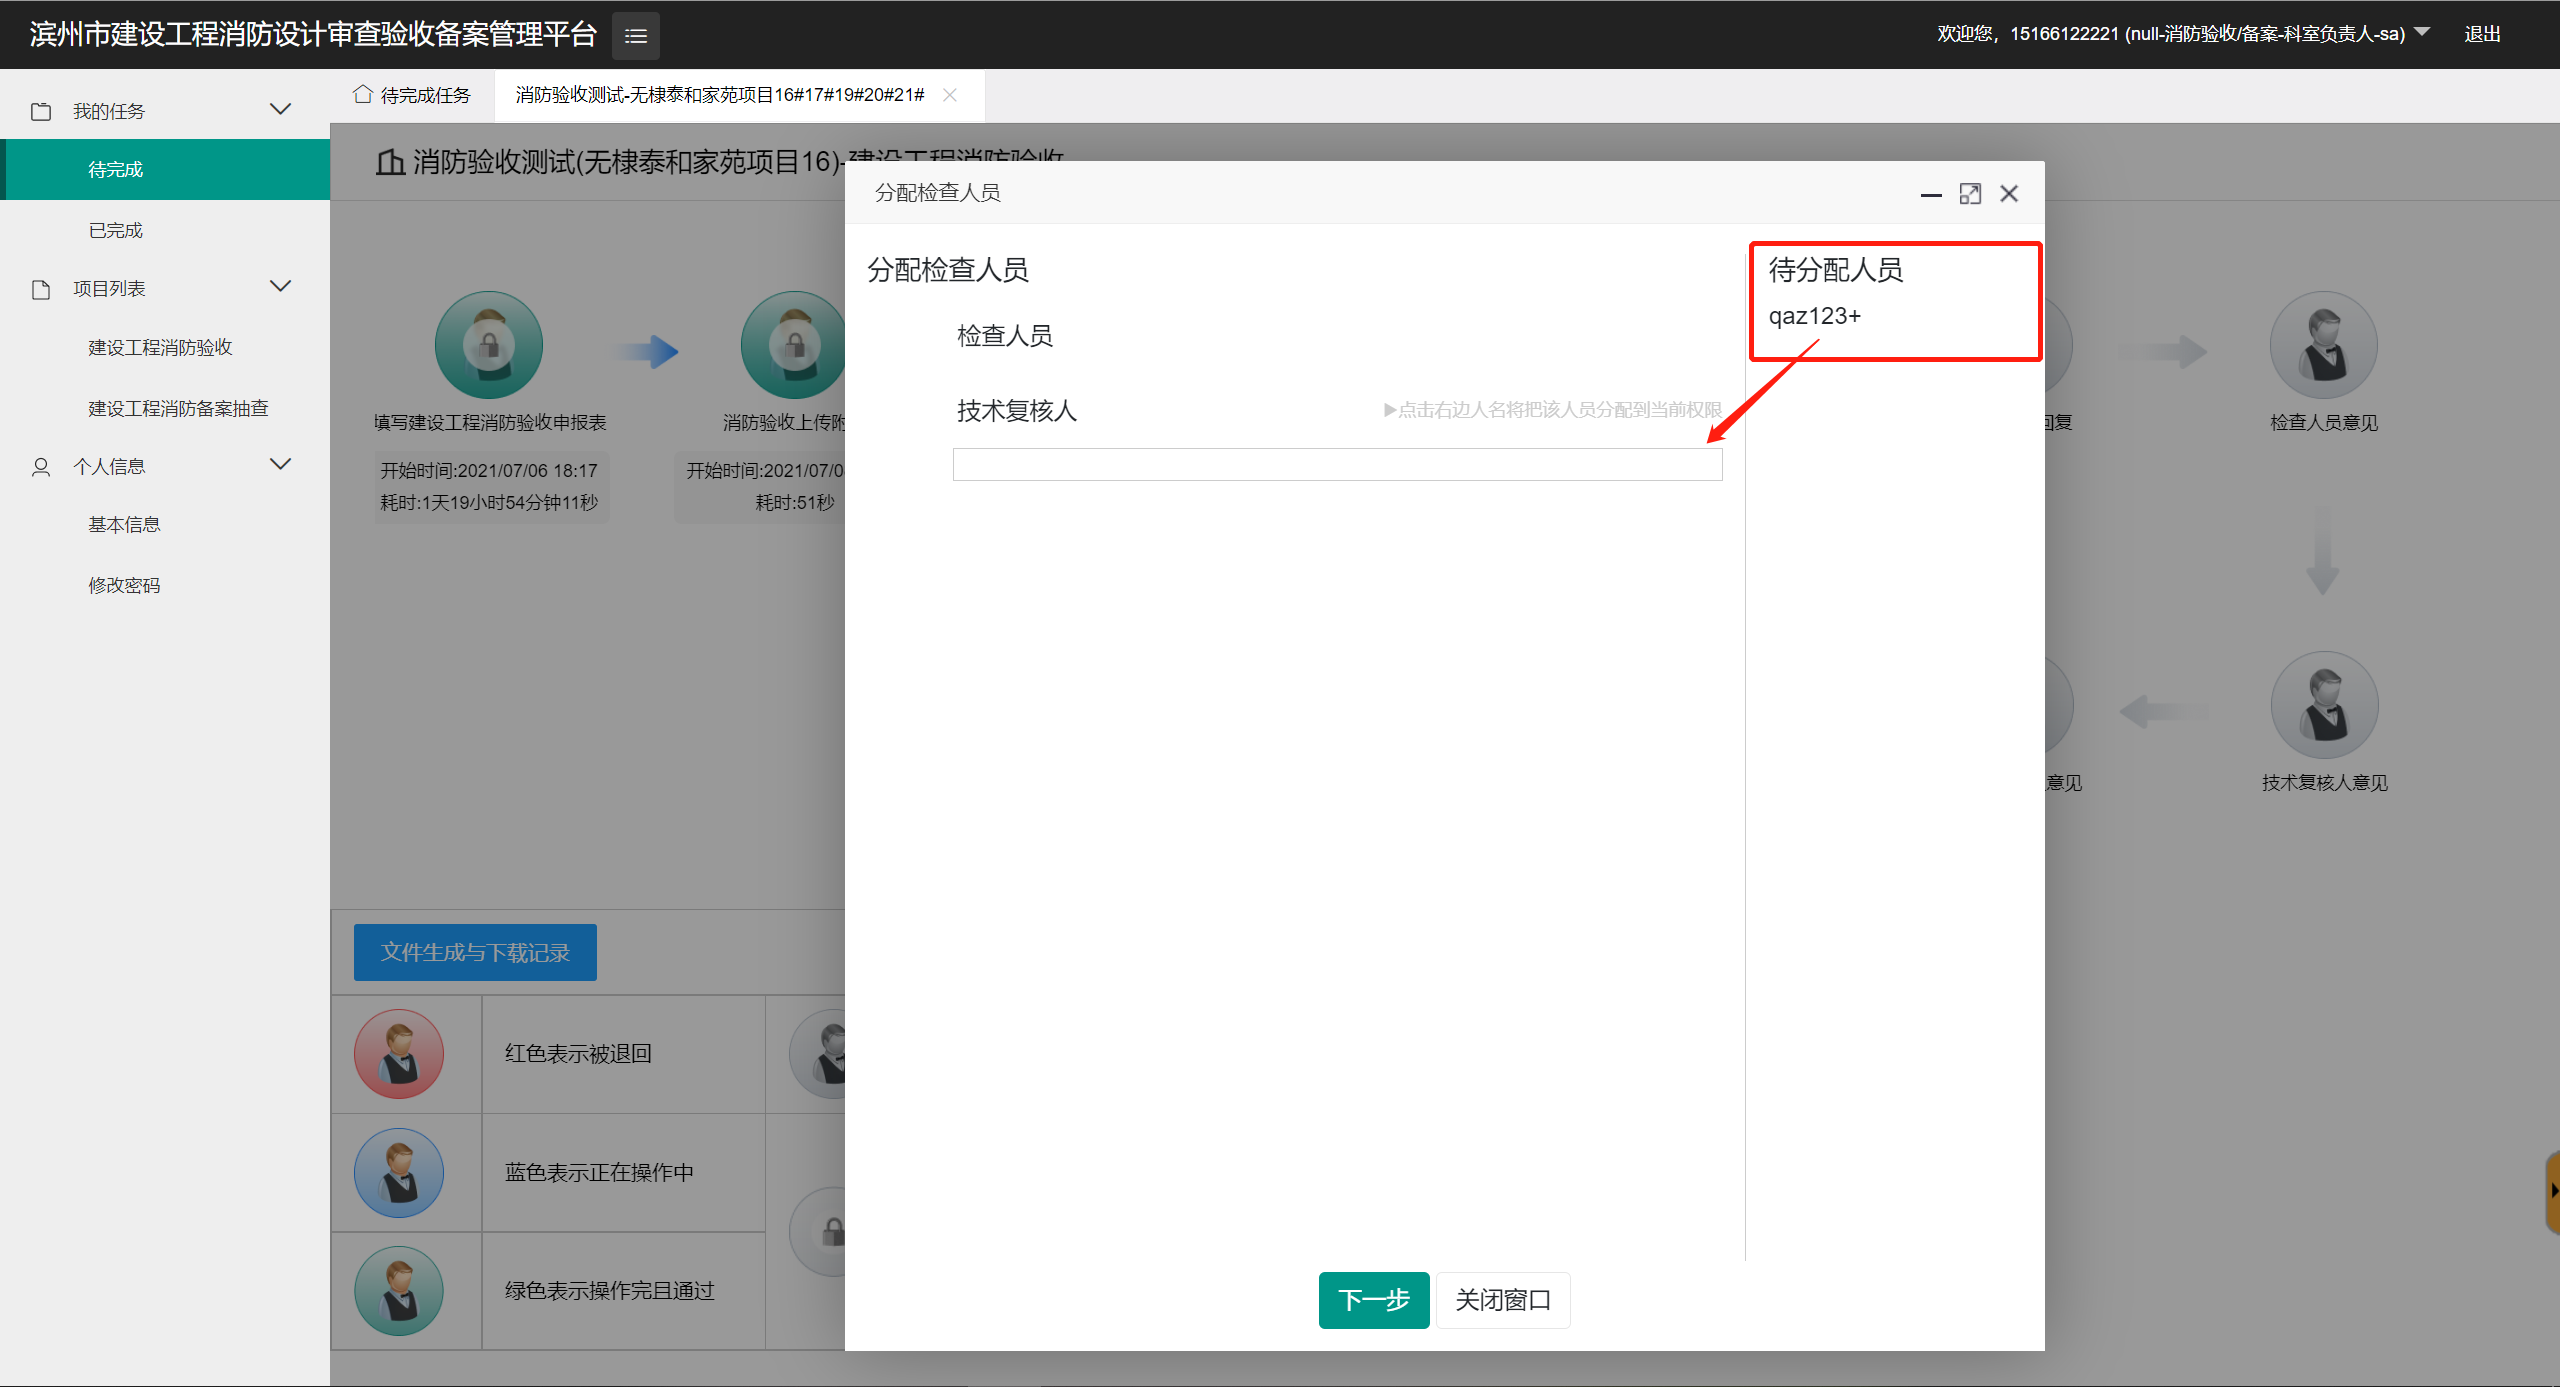 滨州市建设工程消防设计审查验收备案管理平台
欢迎您，15166122221 (null-消防验收/备案-科室负责人-sa)
退出
我的任务
待完成
已完成
项目列表
建设工程消防验收
建设工程消防备案抽查
个人信息
基本信息
修改密码
待完成任务
消防验收测试-无棣泰和家苑项目16#17#19#20#21#
消防验收测试(无棣泰和家苑项目16)-建设工程消防验收
填写建设工程消防验收申报表
开始时间:2021/07/06 18:17
耗时:1天19小时54分钟11秒
消防验收上传附
开始时间:2021/07/0
耗时:51秒
回复
检查人员意见
意见
技术复核人意见
分配检查人员
分配检查人员
检查人员
技术复核人
▶点击右边人名将把该人员分配到当前权限
待分配人员
qaz123+
下一步
关闭窗口
文件生成与下载记录
红色表示被退回
蓝色表示正在操作中
绿色表示操作完且通过